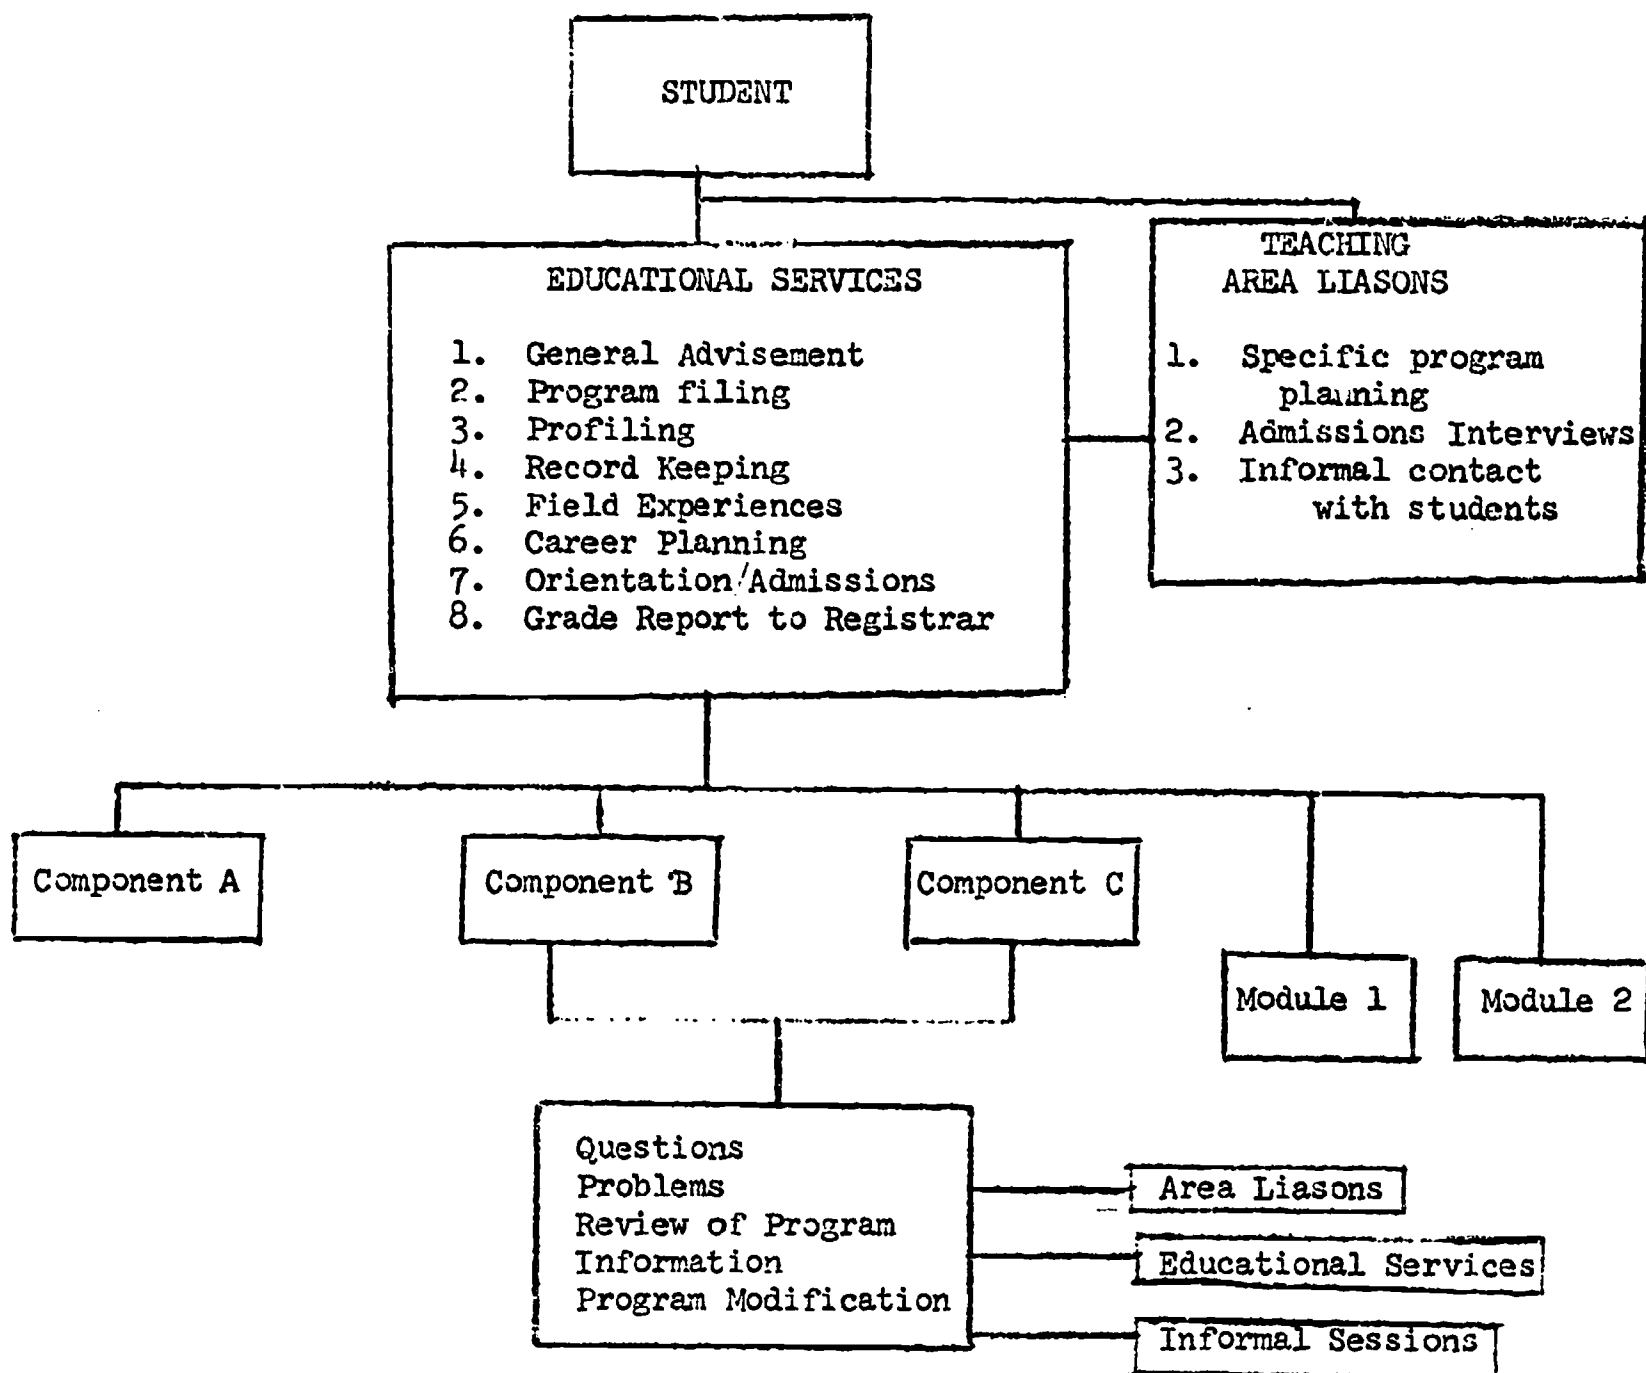 STUDENT
EDUCATIONAL SERVICES
1. General Advisement
2. Program filing
3. Profiling
4. Record Keeping
5. Field Experiences
6. Career Planning
7. Orientation/Admissions
8. Grade Report to Registrar
TEACHING
AREA LIASONS
1. Specific program
planning
2. Admissions Interviews
3. Informal contact
with students
Component A
Component B
Component C
Module 1
Module 2
Questions
Problems
Review of Program
Information
Program Modification
Area Liasons
Educational Services
Informal Sessions